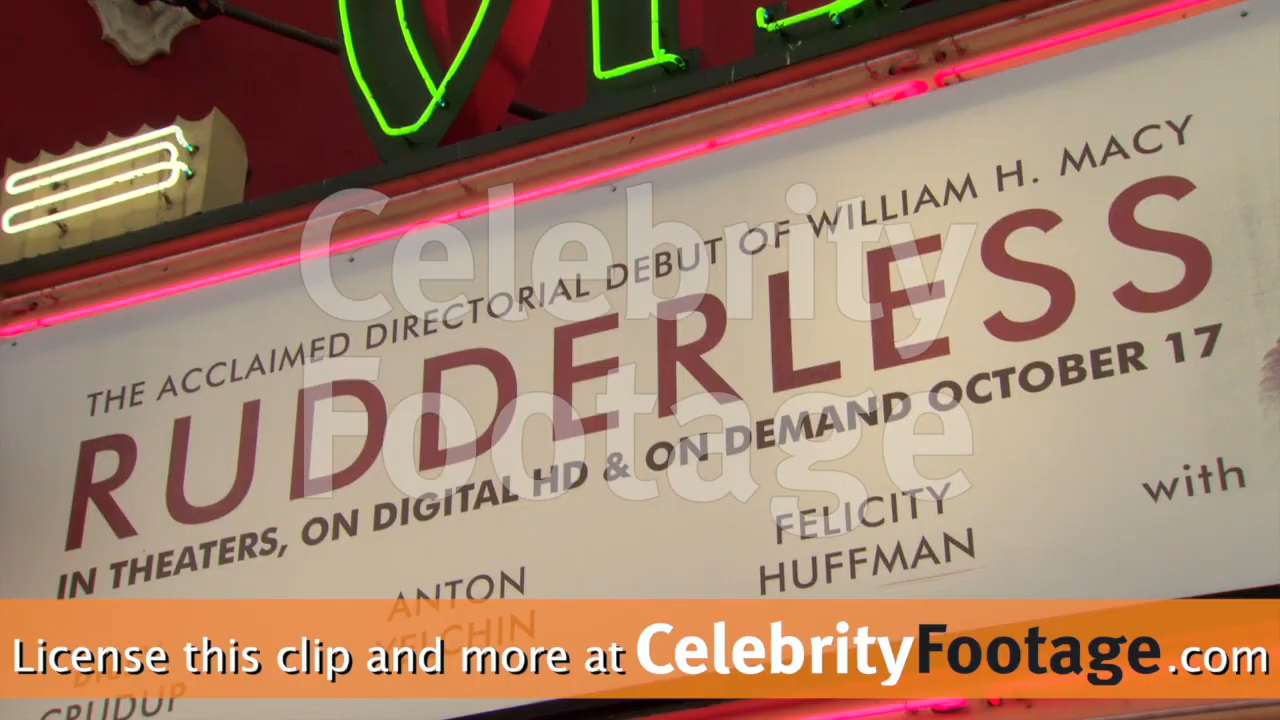 THE ACCLAIMED DIRECTORIAL DEBUT OF WILLIAM H. MACY
RUDDERLESS
IN THEATERS, ON DIGITAL HD & ON DEMAND OCTOBER 17
Celebrity
Footage
FELICITY
HUFFMAN
with
ANTON
YELCHIN
CRUDUP
License this clip and more at CelebrityFootage.com